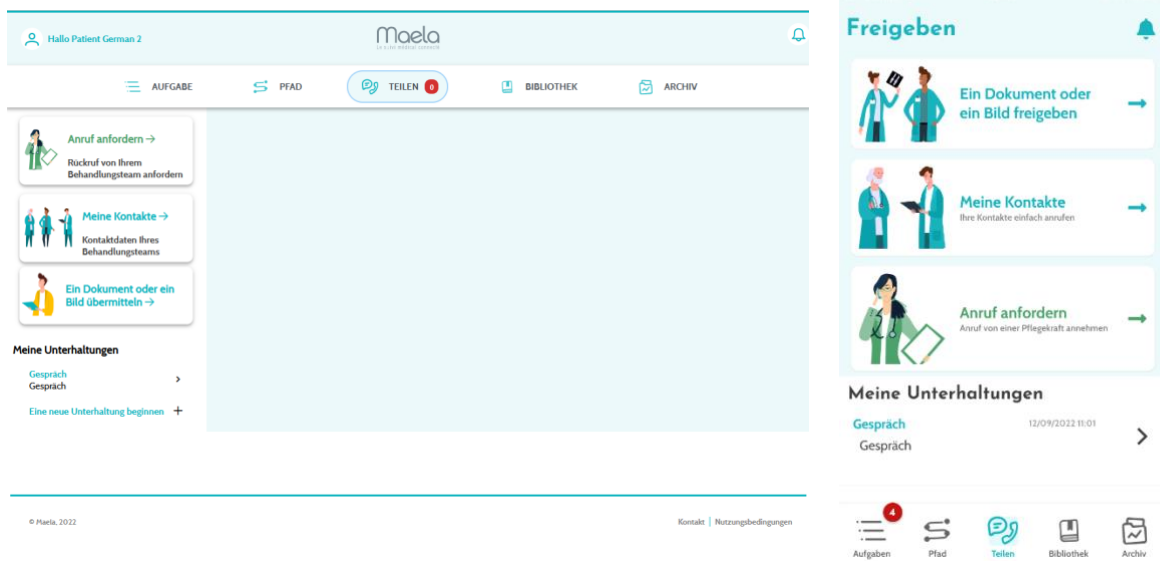 Hallo Patient German 2
Maela
AUFGABE
PFAD
TEILEN 0
BIBLIOTHEK
ARCHIV
Anruf anfordern →
Rückruf von Ihrem
Behandlungsteam anfordern
Meine Kontakte →
Kontaktdaten Ihres
Behandlungsteams
Ein Dokument oder ein
Bild übermitteln →
Meine Unterhaltungen
Gespräch
Gespräch
Eine neue Unterhaltung beginnen +
© Maela, 2022
Kontakt | Nutzungsbedingungen
Freigeben
Ein Dokument oder
ein Bild freigeben
Meine Kontakte
Ihre Kontakte einfach anrufen
Anruf anfordern
Anruf von einer Pflegekraft annehmen
Meine Unterhaltungen
Gespräch 12/09/2022 11:01
Gespräch
4
Aufgaben
Pfad
Teilen
Bibliothek
Archiv